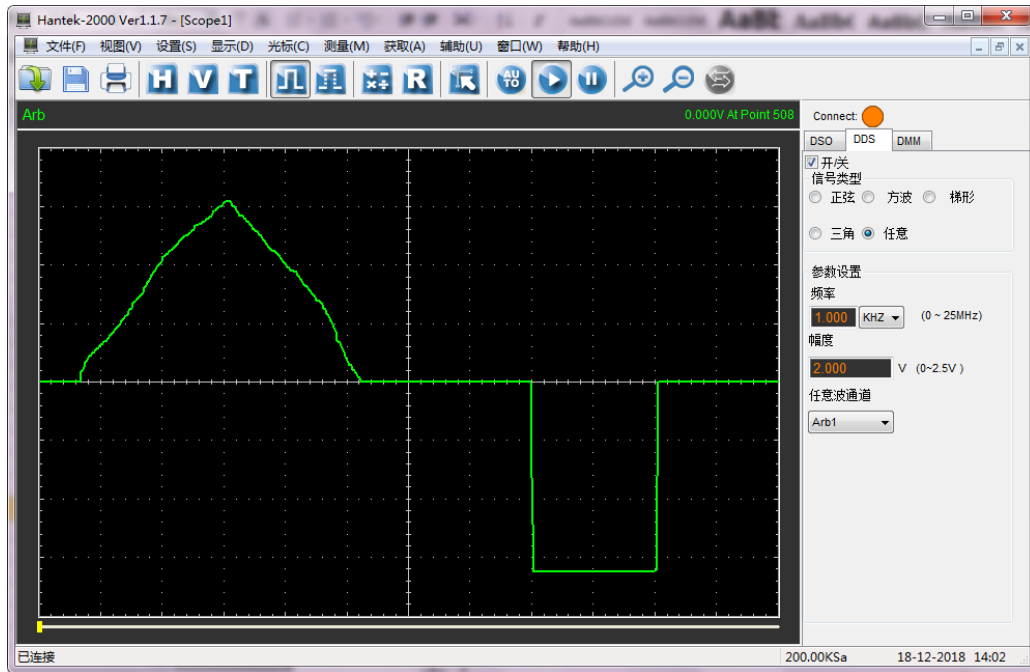 Hantek-2000 Ver1.1.7 - [Scope1]
文件(F) 视图(V) 设置(S) 显示(D) 光标(C) 测量(M) 获取(A) 辅助(U) 窗口(W) 帮助(H)
H V T R AUTO
Arb 0.000V At Point 508
Connect:
DSO DDS DMM
开/关
信号类型
正弦 方波 梯形
三角 任意
参数设置
频率
1.000 KHZ (0 ~ 25MHz)
幅度
2.000 V (0~2.5V )
任意波通道
Arb1
已连接 200.00KSa 18-12-2018 14:02